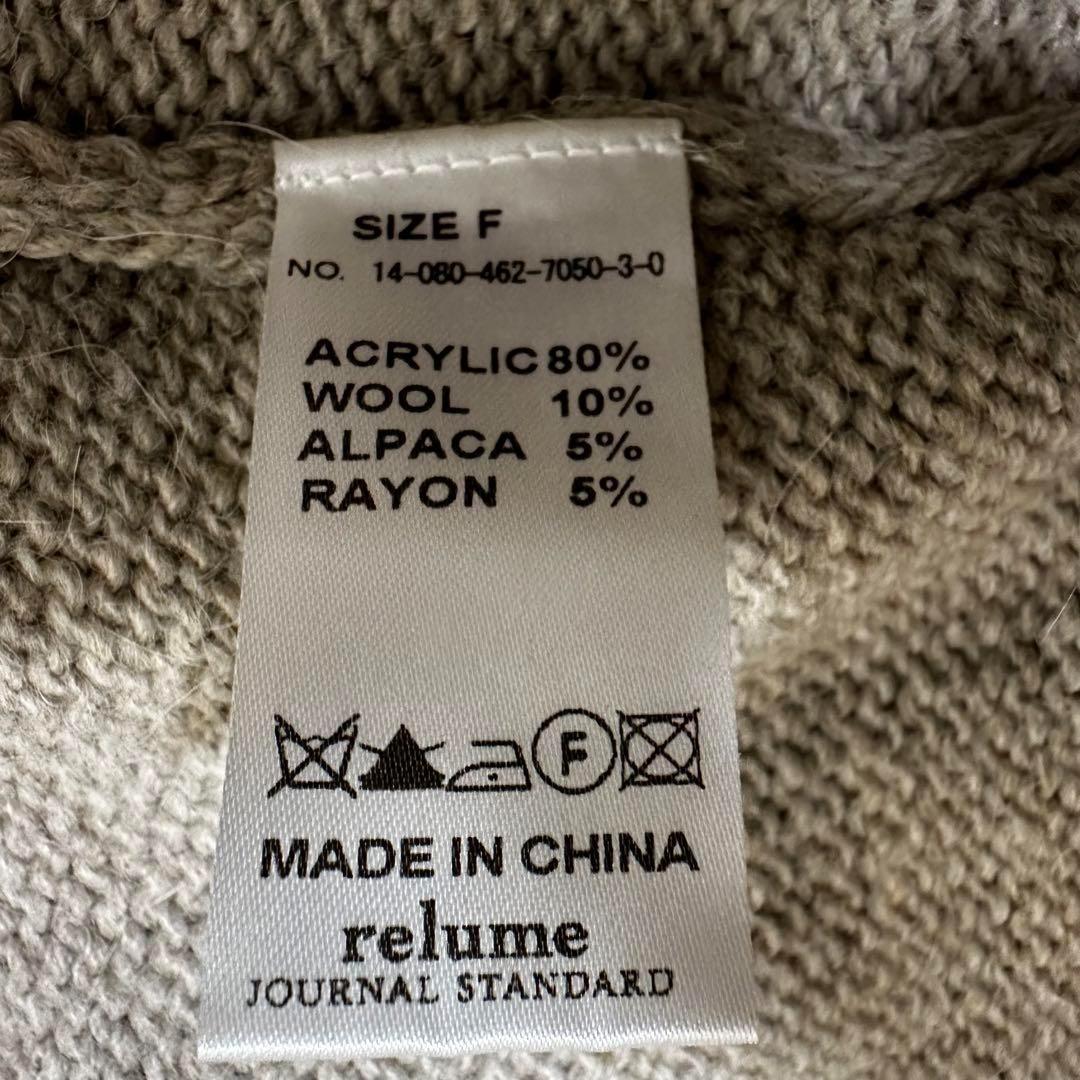 SIZE F
NO. 14-080-462-7050-3-0
ACRYLIC 80%
WOOL 10%
ALPACA 5%
RAYON 5%
F
MADE IN CHINA
relume
JOURNAL STANDARD